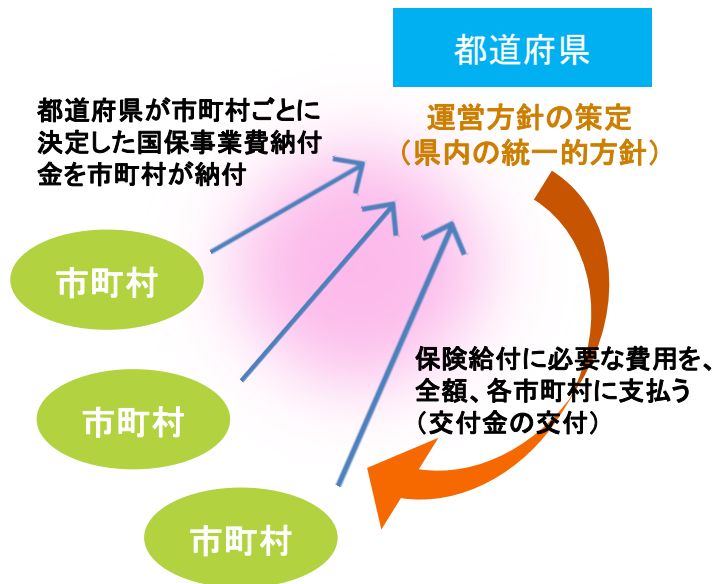 都道府県
運営方針の策定
（県内の統一的方針）
都道府県が市町村ごとに
決定した国保事業費納付
金を市町村が納付
市町村
市町村
市町村
保険給付に必要な費用を、
全額、各市町村に支払う
（交付金の交付）